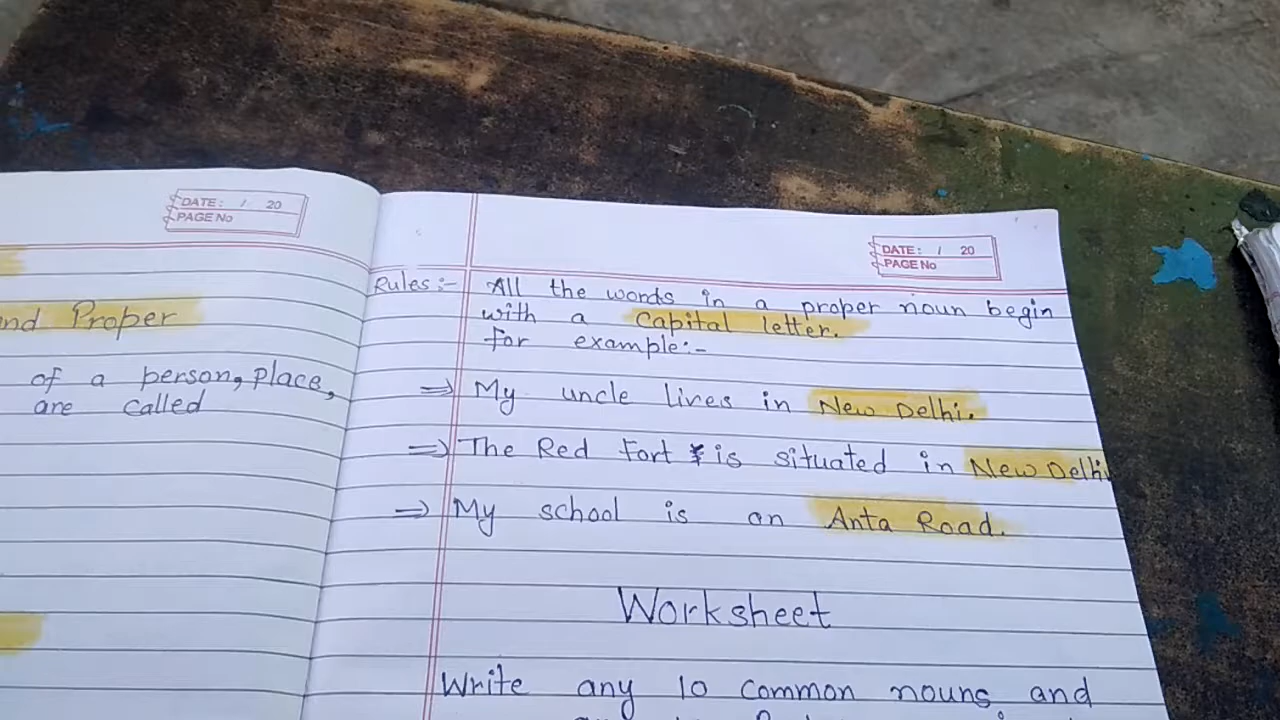 DATE: / 20
PAGE No
nd Proper
of a person, place,
are called
DATE: / 20
PAGE No
Rules:- All the words in a proper noun begin
with a capital letter.
for example:-
⇒ My uncle lives in New Delhi.
⇒ The Red Fort is situated in New Delhi.
⇒ My school is on Anta Road.
Worksheet
Write any 10 common nouns and